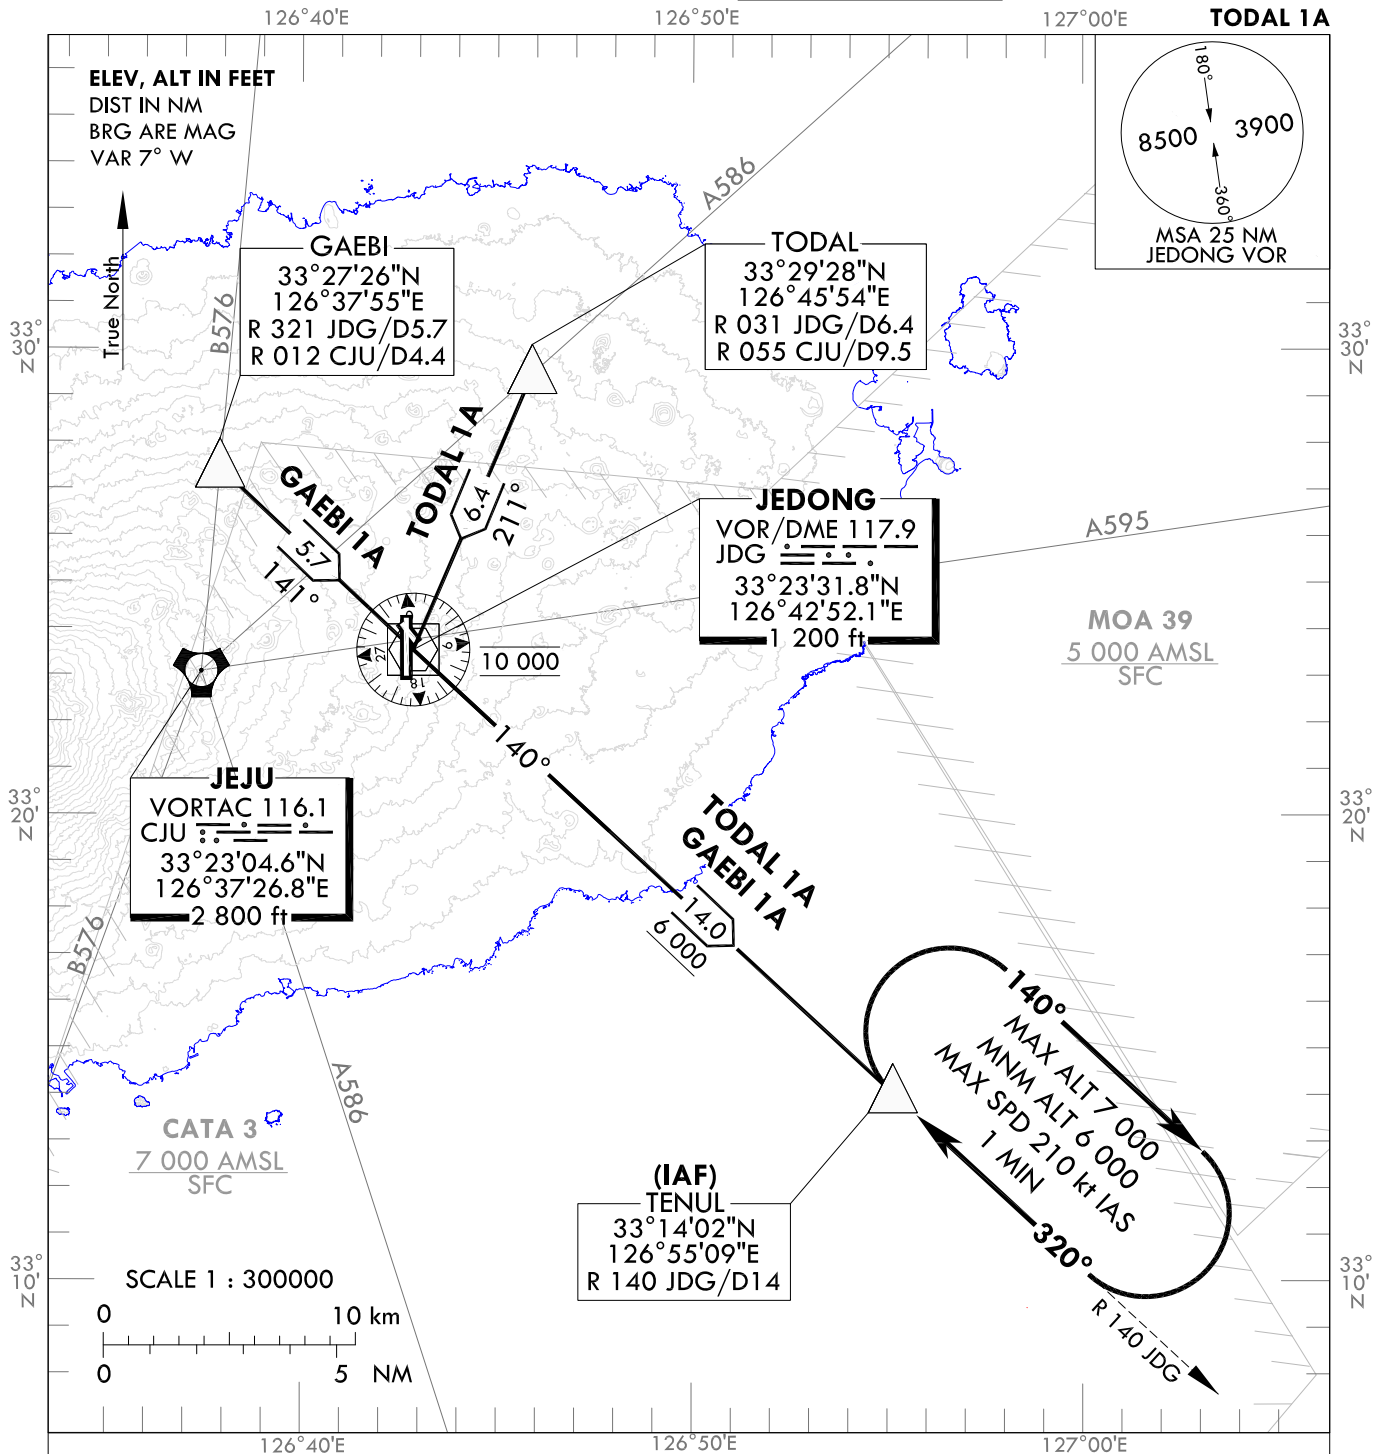 126°40'E
126°50'E
127°00'E
TODAL 1A
ELEV, ALT IN FEET
DIST IN NM
BRG ARE MAG
VAR 7° W
True North
180°
8500
3900
360°
MSA 25 NM
JEDONG VOR
A586
B576
GAEBI
33°27'26"N
126°37'55"E
R 321 JDG/D5.7
R 012 CJU/D4.4
TODAL
33°29'28"N
126°45'54"E
R 031 JDG/D6.4
R 055 CJU/D9.5
33°
30'
N
33°
30'
N
TODAL 1A
6.4
211°
GAEBI 1A
5.7
141°
JEDONG
VOR/DME 117.9
JDG
33°23'31.8"N
126°42'52.1"E
1 200 ft
A595
MOA 39
5 000 AMSL
SFC
27
9
18
10 000
140°
JEJU
VORTAC 116.1
CJU
33°23'04.6"N
126°37'26.8"E
2 800 ft
33°
20'
N
33°
20'
N
TODAL 1A
GAEBI 1A
14.0
6 000
B576
A586
CATA 3
7 000 AMSL
SFC
140°
MAX ALT 7 000
MNM ALT 6 000
MAX SPD 210 kt IAS
1 MIN
320°
R 140 JDG
(IAF)
TENUL
33°14'02"N
126°55'09"E
R 140 JDG/D14
33°
10'
N
33°
10'
N
SCALE 1 : 300000
0
10 km
0
5
NM
126°40'E
126°50'E
127°00'E